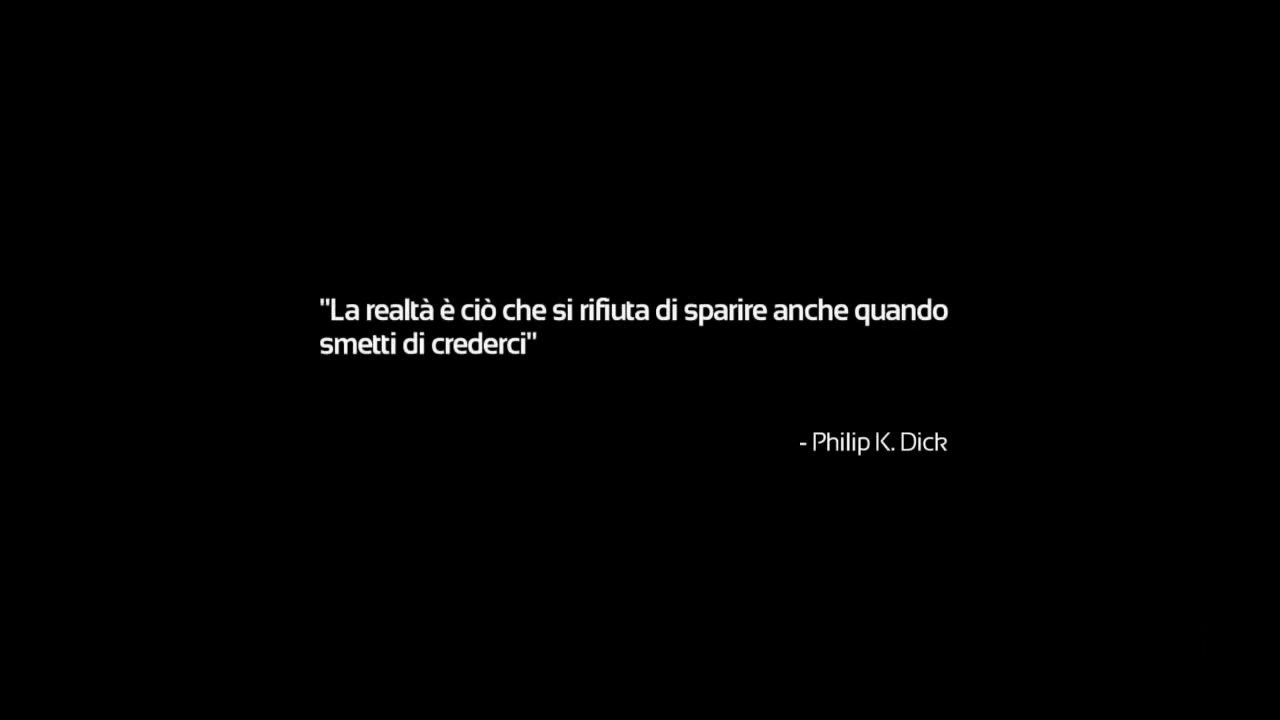 "La realtà è ciò che si rifiuta di sparire anche quando
smetti di crederci"
- Philip K. Dick